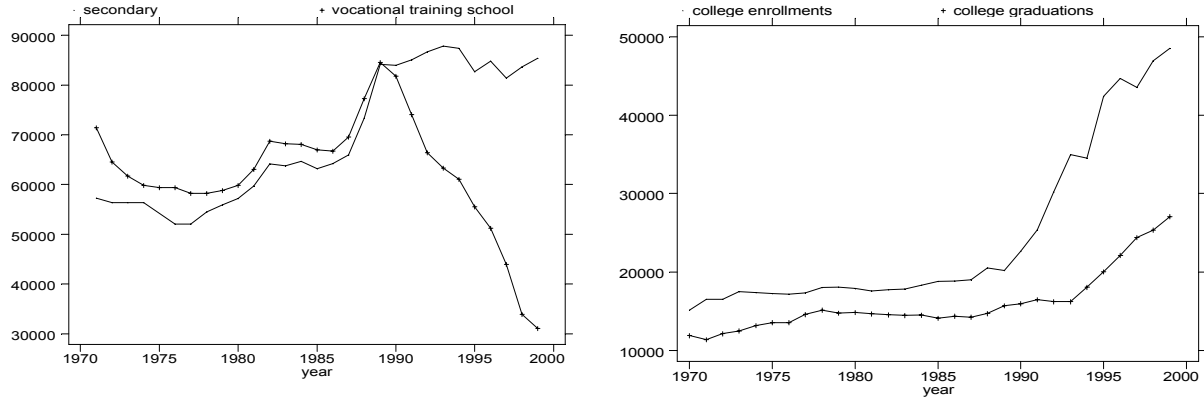 secondary vocational training school
90000
80000
70000
60000
50000
40000
30000
1970 1975 1980 1985 1990 1995 2000
year
college enrollments college graduations
50000
40000
30000
20000
10000
1970 1975 1980 1985 1990 1995 2000
year